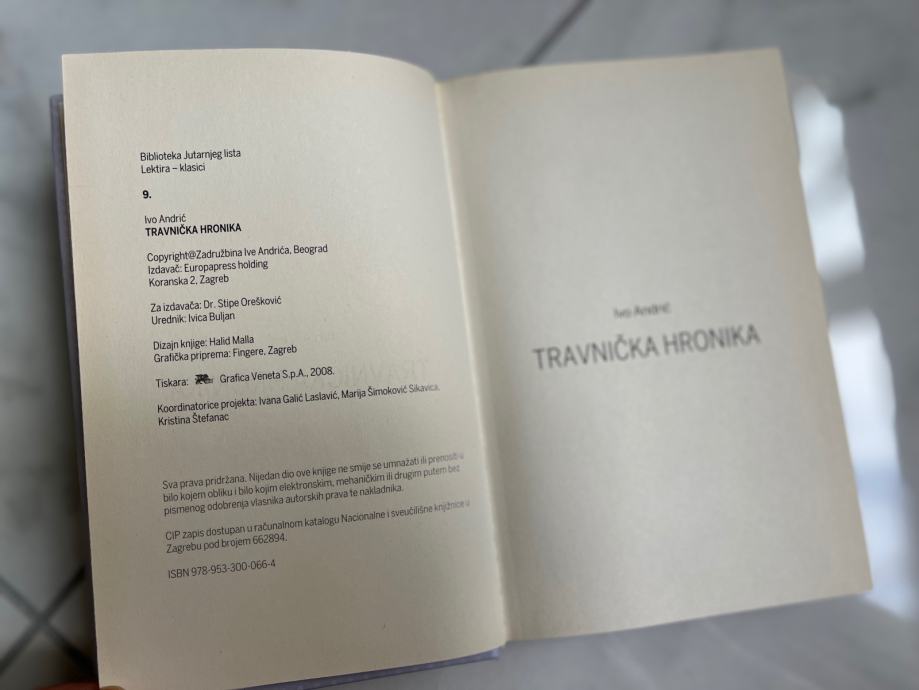 Biblioteka Jutarnjeg lista
Lektira – klasici
9.
Ivo Andrić
TRAVNIČKA HRONIKA
Copyright@Zadružbina Ive Andrića, Beograd
Izdavač: Europapress holding
Koranska 2, Zagreb
Za izdavača: Dr. Stipe Orešković
Urednik: Ivica Buljan
Dizajn knjige: Halid Malla
Grafička priprema: Fingere, Zagreb
Tiskara: Grafica Veneta S.p.A., 2008.
Koordinatorice projekta: Ivana Galić Laslavić, Marija Šimoković Sikavica,
Kristina Štefanac
Sva prava pridržana. Nijedan dio ove knjige ne smije se umnažati ili prenositi u
bilo kojem obliku i bilo kojim elektronskim, mehaničkim ili drugim putem bez
pismenog odobrenja vlasnika autorskih prava te nakladnika.
CIP zapis dostupan u računalnom katalogu Nacionalne i sveučilišne knjižnice u
Zagrebu pod brojem 662894.
ISBN 978-953-300-066-4
Ivo Andrić
TRAVNIČKA HRONIKA